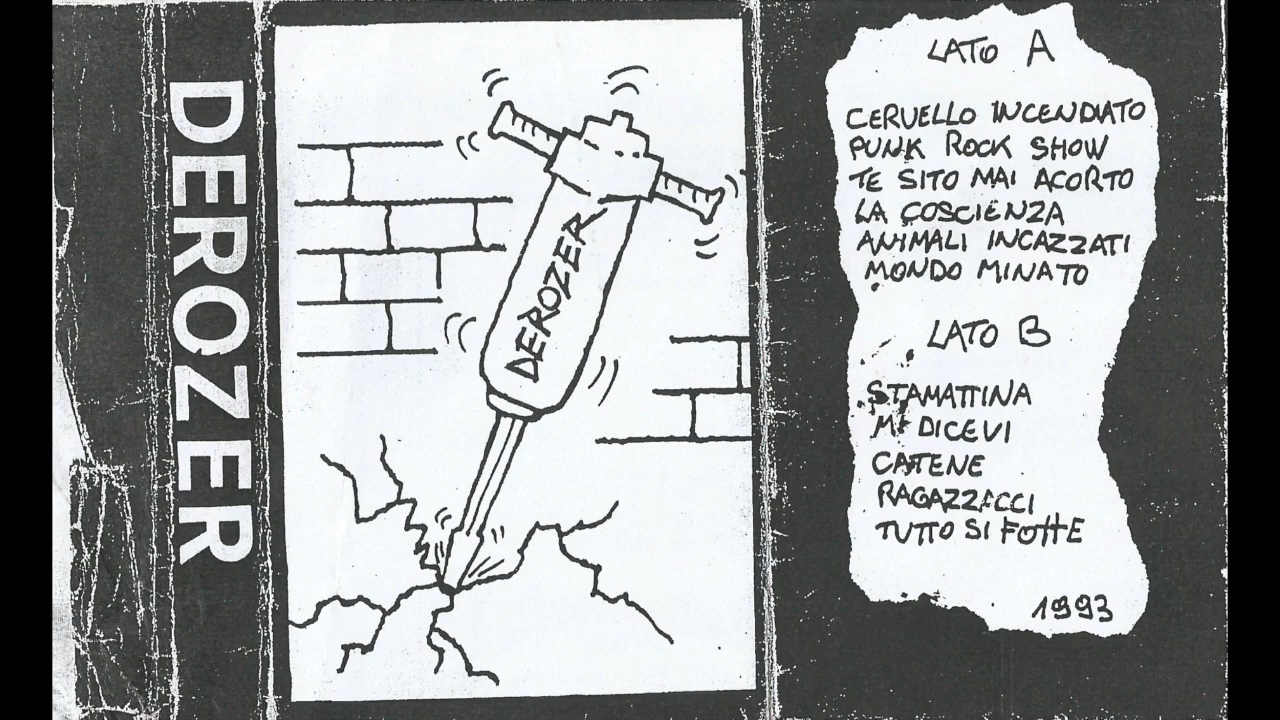 DEROZER
DEROZER
LATO A
CERVELLO INCENDIATO
PUNK ROCK SHOW
TE SITO MAI ACORTO
LA COSCIENZA
ANIMALI INCAZZATI
MONDO MINATO
LATO B
STAMATTINA
MI DICEVI
CATENE
RAGAZZACCI
TUTTO SI FOTTE
1993